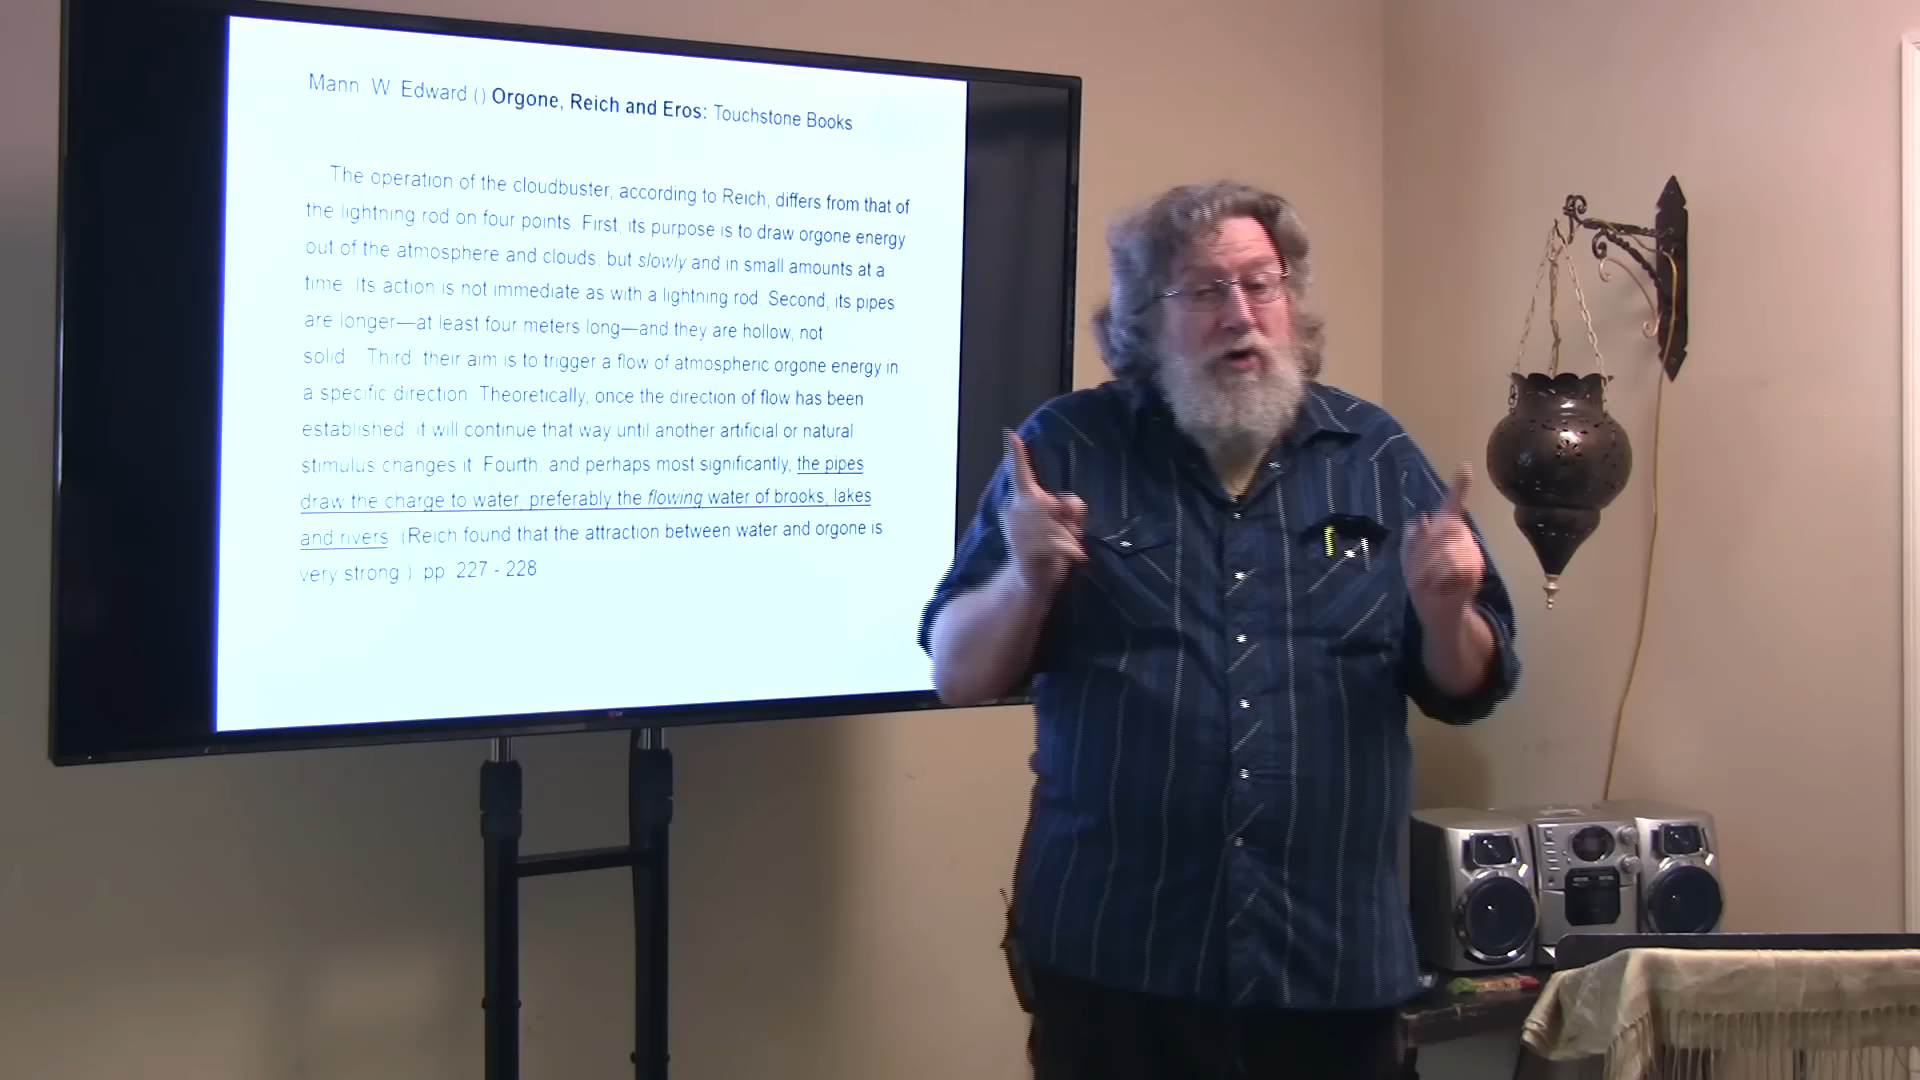 Mann W Edward () Orgone, Reich and Eros: Touchstone Books
The operation of the cloudbuster, according to Reich, differs from that of
the lightning rod on four points First, its purpose is to draw orgone energy
out of the atmosphere and clouds, but slowly and in small amounts at a
time Its action is not immediate as with a lightning rod Second, its pipes
are longer—at least four meters long—and they are hollow, not
solid Third their aim is to trigger a flow of atmospheric orgone energy in
a specific direction Theoretically, once the direction of flow has been
established it will continue that way until another artificial or natural
stimulus changes it Fourth, and perhaps most significantly, the pipes
draw the charge to water, preferably the flowing water of brooks, lakes
and rivers (Reich found that the attraction between water and orgone is
very strong ) pp 227 - 228